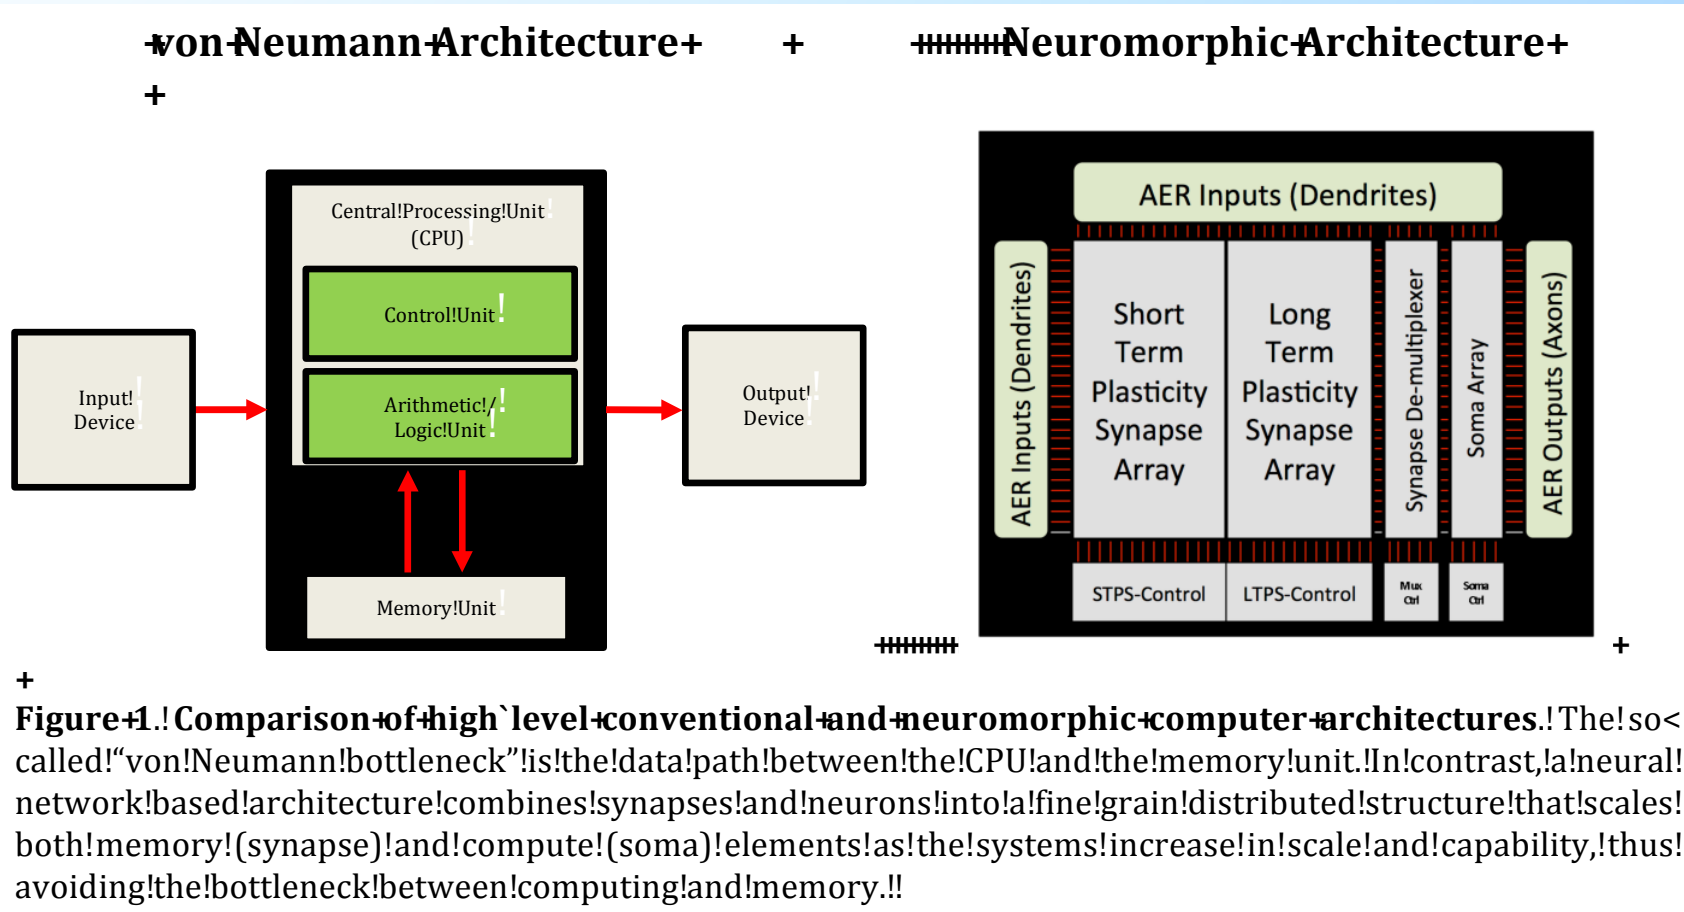 +von+Neumann+Architecture+ + ++++++++Neuromorphic+Architecture+
+
Central!Processing!Unit!
(CPU)!
Control!Unit!
Arithmetic!/!
Logic!Unit!
Input!!
Device!
Output!!
Device!
Memory!Unit!
AER Inputs (Dendrites)
AER Inputs (Dendrites)
Short
Term
Plasticity
Synapse
Array
Long
Term
Plasticity
Synapse
Array
Synapse De-multiplexer
Soma Array
AER Outputs (Axons)
STPS-Control
LTPS-Control
Mux
Ctrl
Soma
Ctrl
++++++++++ +
+
Figure+1.!Comparison+of+high`level+conventional+and+neuromorphic+computer+architectures.!The!so<
called!“von!Neumann!bottleneck”!is!the!data!path!between!the!CPU!and!the!memory!unit.!In!contrast,!a!neural!
network!based!architecture!combines!synapses!and!neurons!into!a!fine!grain!distributed!structure!that!scales!
both!memory!(synapse)!and!compute!(soma)!elements!as!the!systems!increase!in!scale!and!capability,!thus!
avoiding!the!bottleneck!between!computing!and!memory.!!